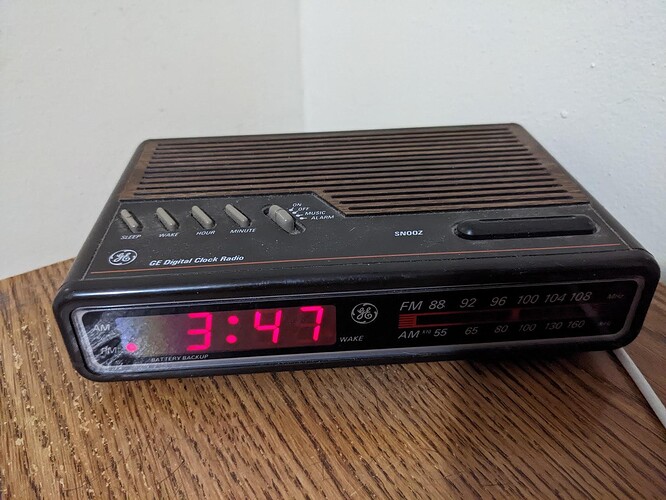 ON
OFF
MUSIC
ALARM
SLEEP WAKE HOUR MINUTE
SNOOZ
GE GE Digital Clock Radio
AM 3:47 GE FM 88 92 96 100 104 108 MHz
PM WAKE AM 55 65 80 100 130 160
BATTERY BACKUP